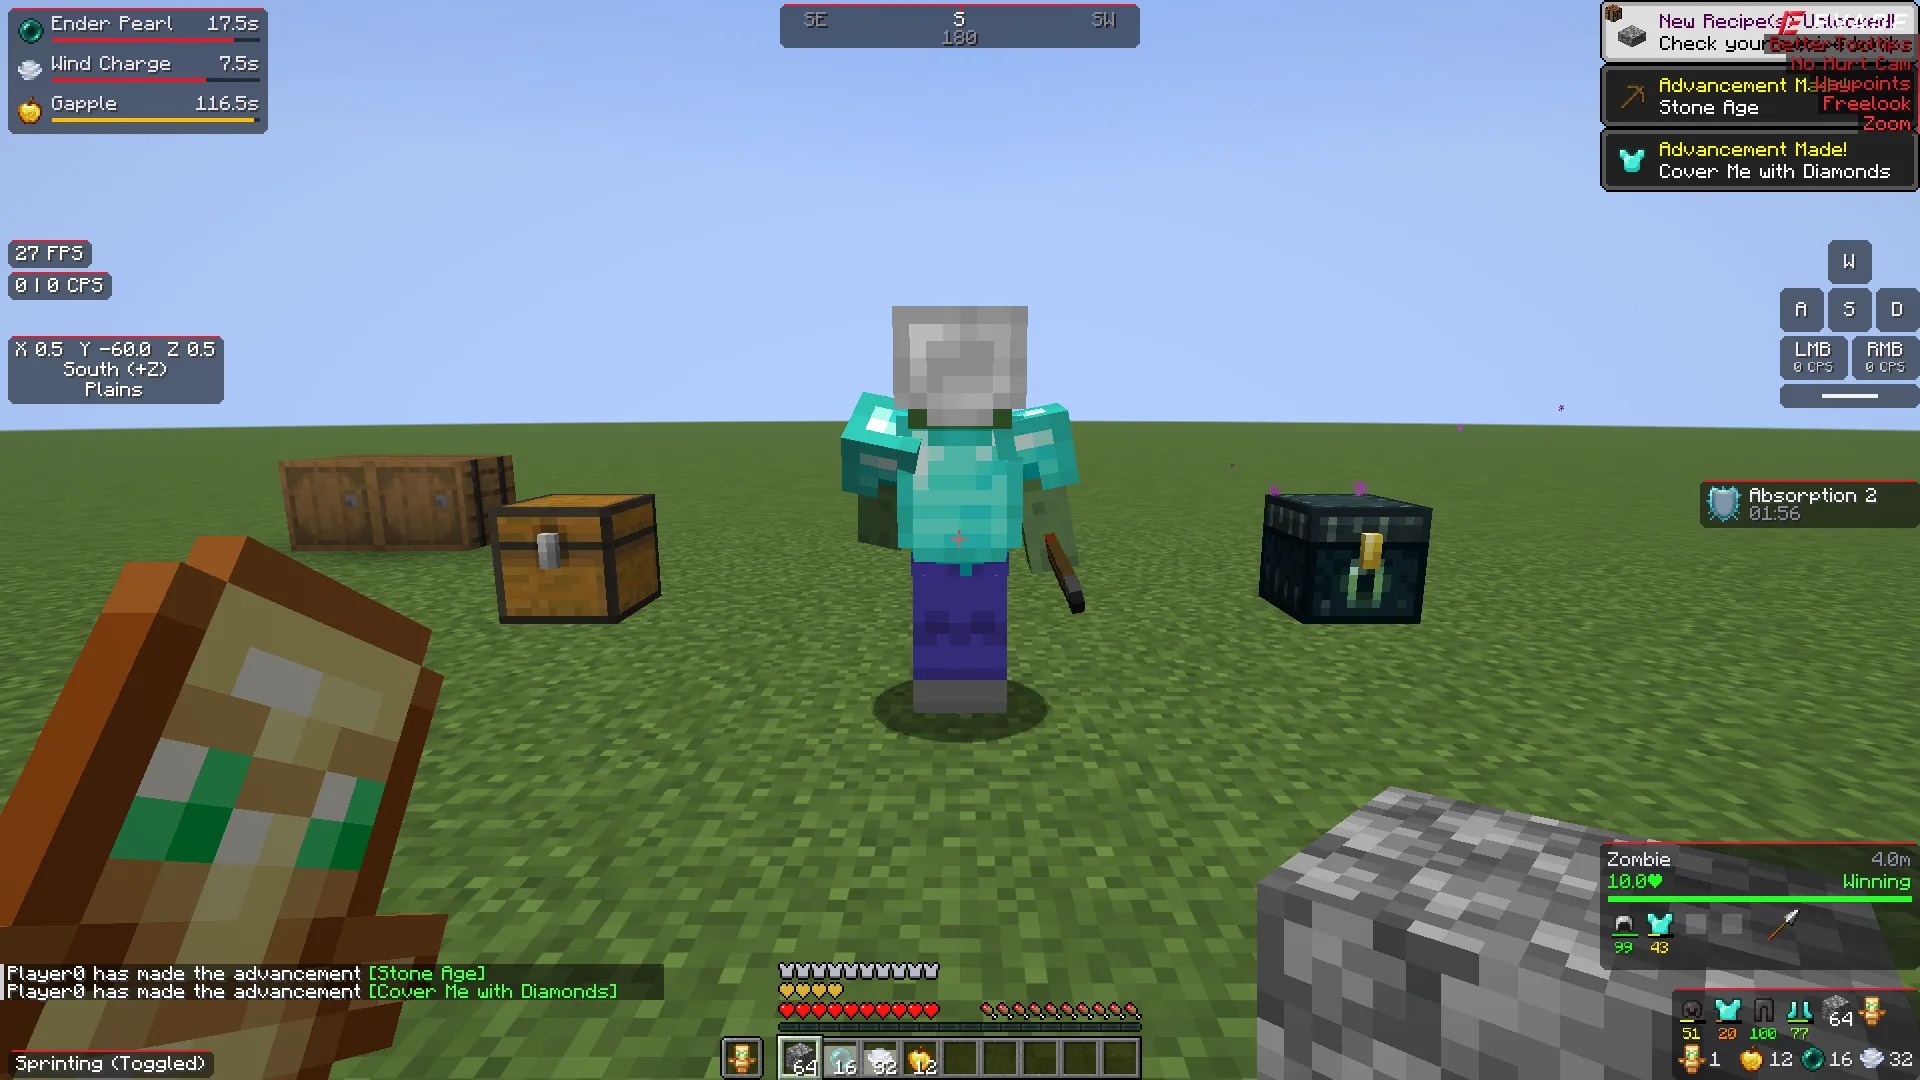 Ender Pearl 17.5s
Wind Charge 7.5s
Gapple 116.5s
SE S SW
180
New Recipe(s) Unlocked!
Check your
BetterTooltips
No Hurt Cam
Waypoints
Freelook
Zoom
Advancement
Stone Age
Advancement Made!
Cover Me with Diamonds
27 FPS
0 | 0 CPS
X 0.5 Y -60.0 Z 0.5
South (+Z)
Plains
W
A S D
LMB RMB
0 CPS 0 CPS
Absorption 2
01:56
Zombie 4.0m
10.0♥ Winning
99 43
Player0 has made the advancement [Stone Age]
Player0 has made the advancement [Cover Me with Diamonds]
Sprinting (Toggled)
64 16 32 12
64
51 20 100 77
1 12 16 32